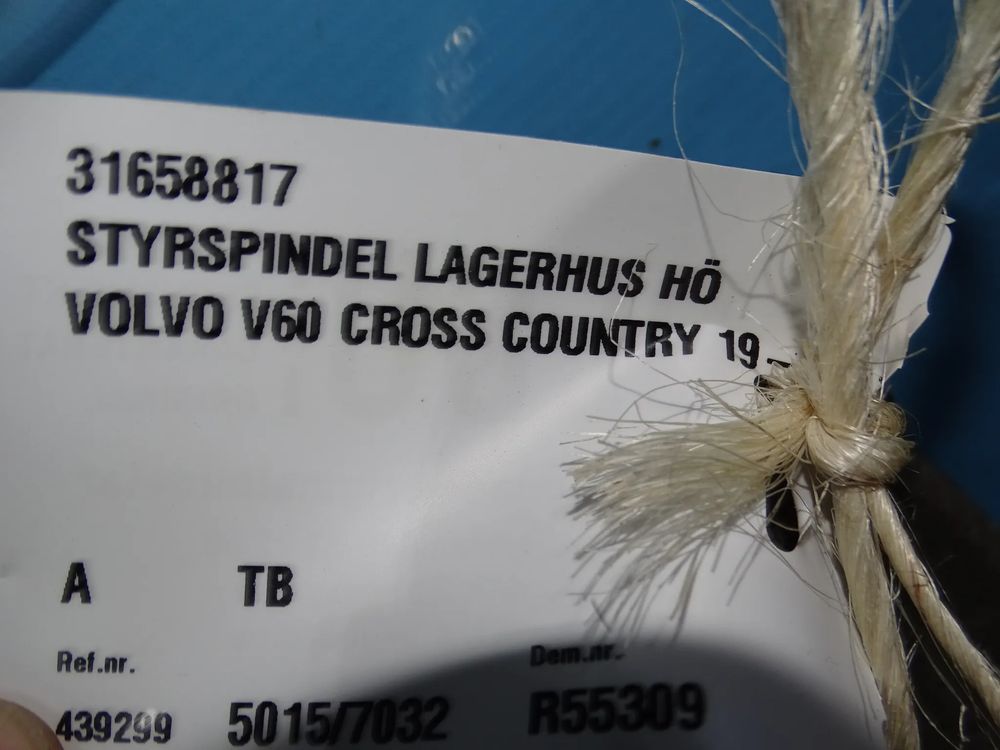 31658817
STYRSPINDEL LAGERHUS HÖ
VOLVO V60 CROSS COUNTRY 19-
A TB
Ref.nr. Dem.nr.
439299 5015/7032 R55309